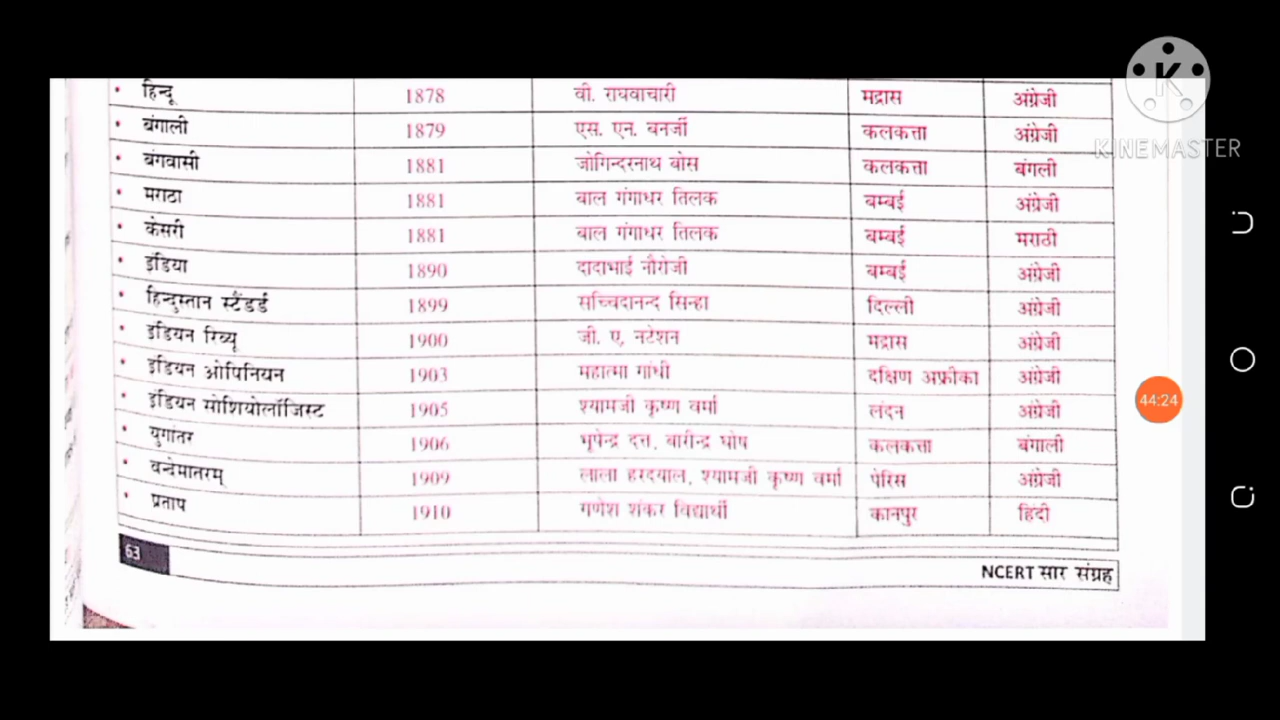 KINEMASTER
• हिन्दू 1878 वी. राघवाचारी मद्रास अंग्रेजी
• बंगाली 1879 एस. एन. बनर्जी कलकत्ता अंग्रेजी
• बंगवासी 1881 जोगिन्दरनाथ बोस कलकत्ता बंगली
• मराठा 1881 बाल गंगाधर तिलक बम्बई अंग्रेजी
• केसरी 1881 बाल गंगाधर तिलक बम्बई मराठी
• इंडिया 1890 दादाभाई नौरोजी बम्बई अंग्रेजी
• हिन्दुस्तान स्टैंडर्ड 1899 सच्चिदानन्द सिन्हा दिल्ली अंग्रेजी
• इंडियन रिव्यू 1900 जी. ए. नटेशन मद्रास अंग्रेजी
• इंडियन ओपिनियन 1903 महात्मा गांधी दक्षिण अफ्रीका अंग्रेजी
• इंडियन सोशियोलॉजिस्ट 1905 श्यामजी कृष्ण वर्मा लंदन अंग्रेजी
• युगांतर 1906 भूपेन्द्र दत्त, बारीन्द्र घोष कलकत्ता बंगाली
• वन्देमातरम् 1909 लाला हरदयाल, श्यामजी कृष्ण वर्मा पेरिस अंग्रेजी
• प्रताप 1910 गणेश शंकर विद्यार्थी कानपुर हिंदी
63
NCERT सार संग्रह
44:24